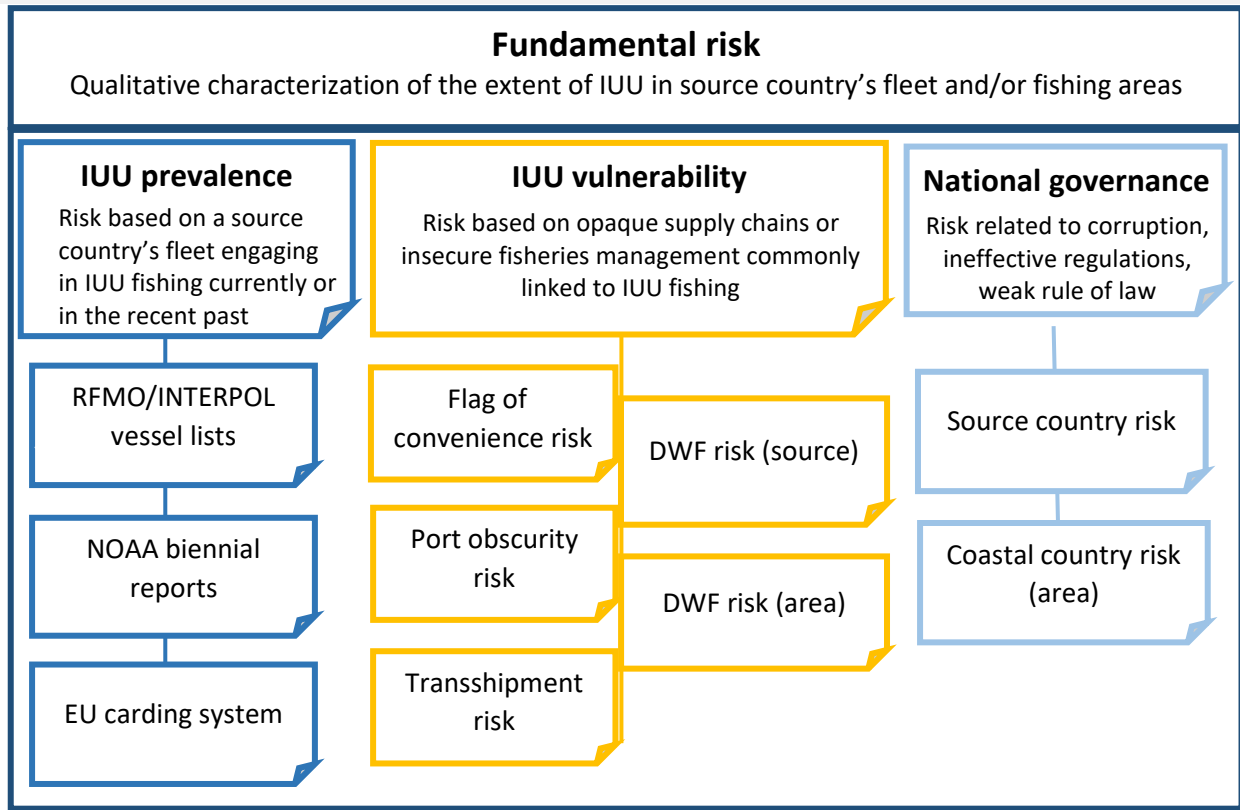 Fundamental risk
Qualitative characterization of the extent of IUU in source country’s fleet and/or fishing areas
IUU prevalence
Risk based on a source
country’s fleet engaging
in IUU fishing currently or
in the recent past
RFMO/INTERPOL
vessel lists
NOAA biennial
reports
EU carding system
IUU vulnerability
Risk based on opaque supply chains or
insecure fisheries management commonly
linked to IUU fishing
Flag of
convenience risk
DWF risk (source)
Port obscurity
risk
DWF risk (area)
Transshipment
risk
National governance
Risk related to corruption,
ineffective regulations,
weak rule of law
Source country risk
Coastal country risk
(area)